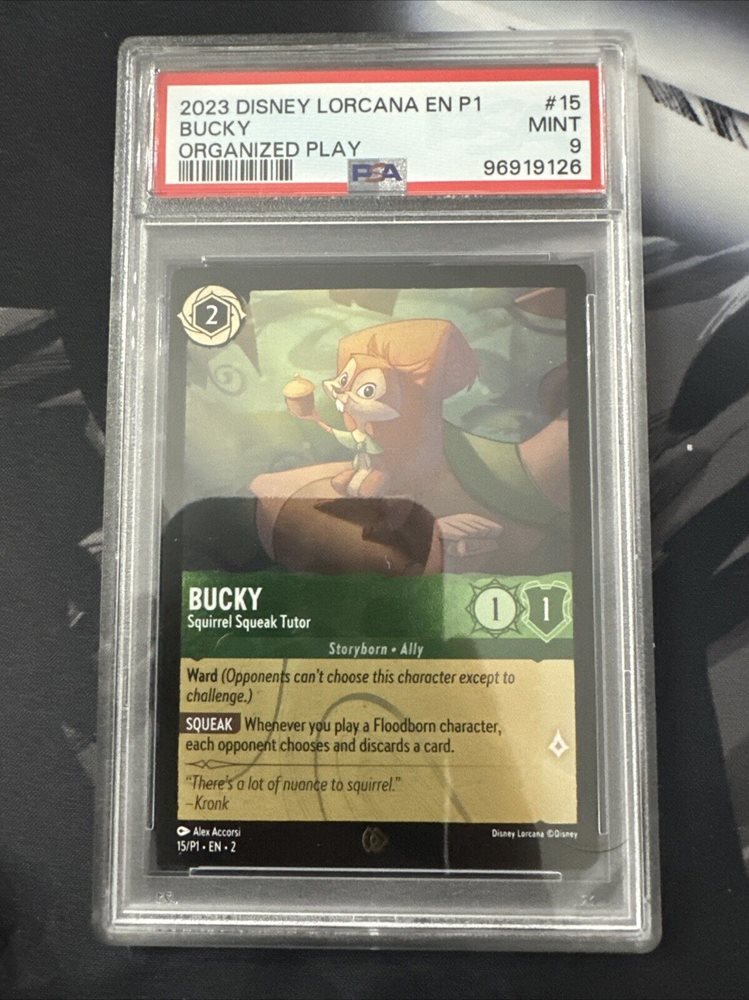 2023 DISNEY LORCANA EN P1 #15
BUCKY MINT
ORGANIZED PLAY 9
PSA 96919126
2
BUCKY
Squirrel Squeak Tutor
1 1
Storyborn • Ally
Ward (Opponents can't choose this character except to
challenge.)
SQUEAK Whenever you play a Floodborn character,
each opponent chooses and discards a card.
"There's a lot of nuance to squirrel."
–Kronk
Alex Accorsi
15/P1 • EN • 2
Disney Lorcana ©Disney